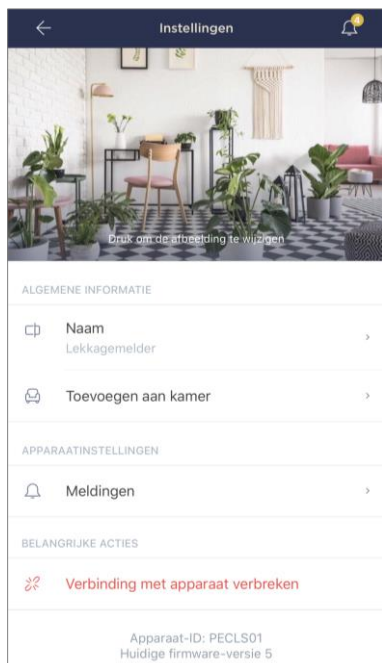 Instellingen
4
Druk om de afbeelding te wijzigen
ALGEMENE INFORMATIE
Naam
Lekkagemelder
Toevoegen aan kamer
APPARAATINSTELLINGEN
Meldingen
BELANGRIJKE ACTIES
Verbinding met apparaat verbreken
Apparaat-ID: PECLS01
Huidige firmware-versie 5